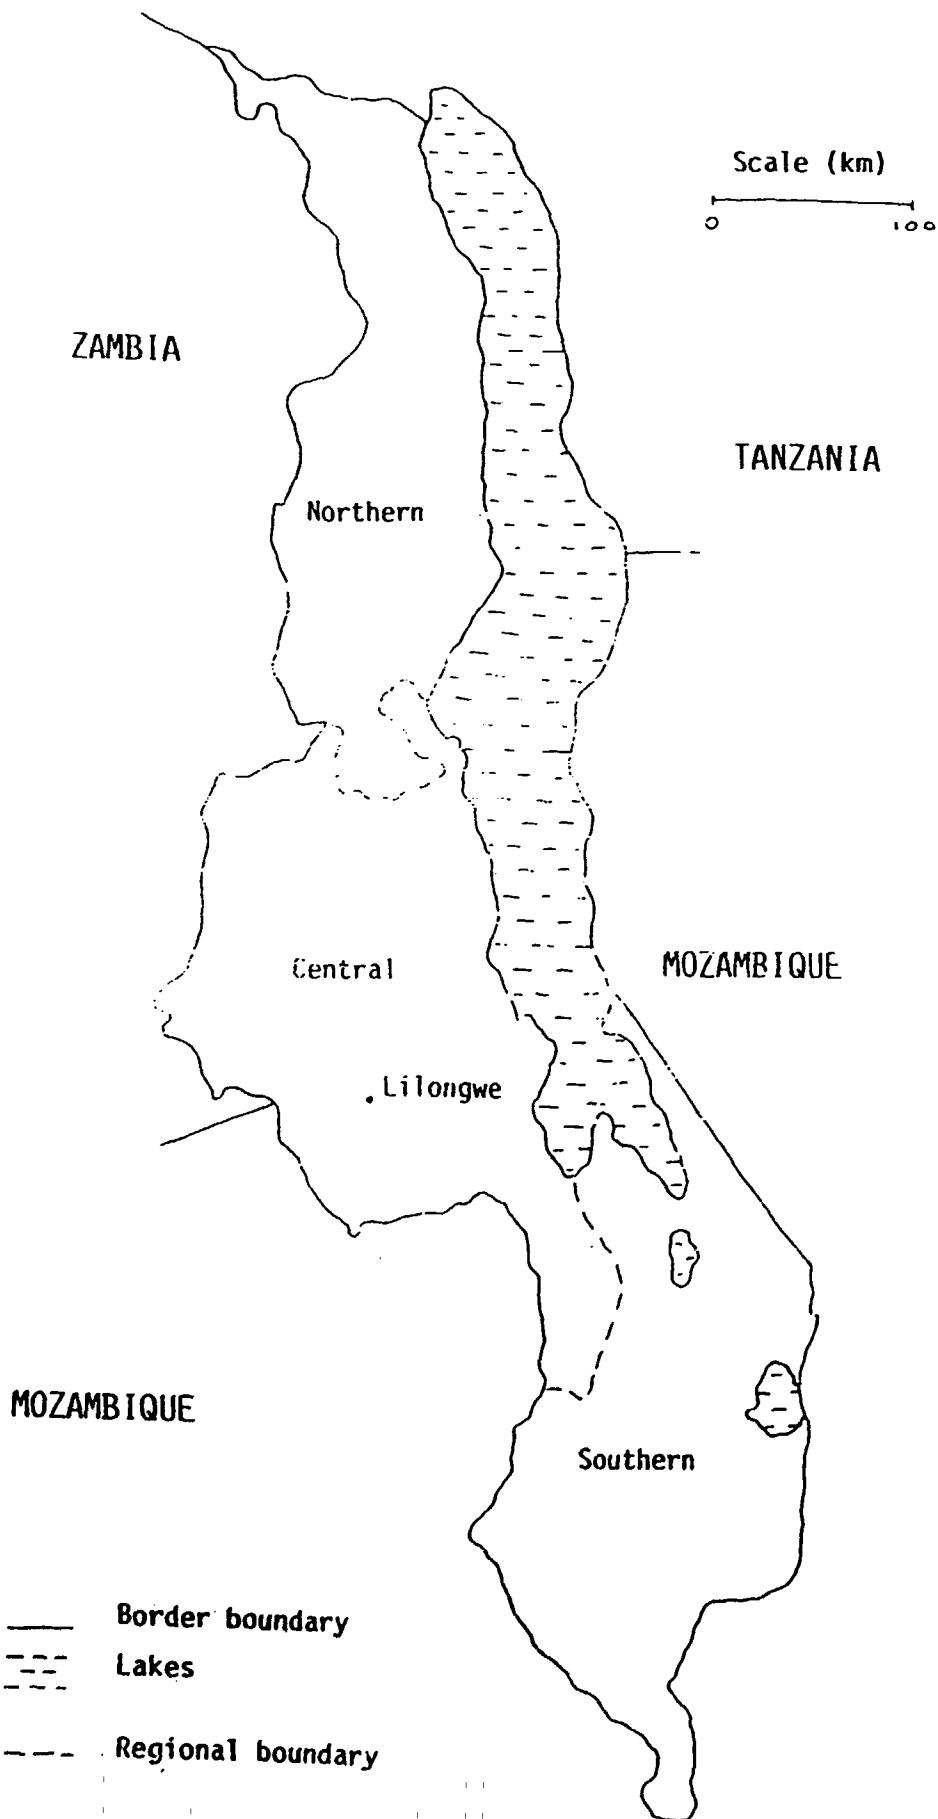 Scale (km)
0 100
ZAMBIA
TANZANIA
Northern
MOZAMBIQUE
Central
Lilongwe
MOZAMBIQUE
Southern
Border boundary
Lakes
Regional boundary